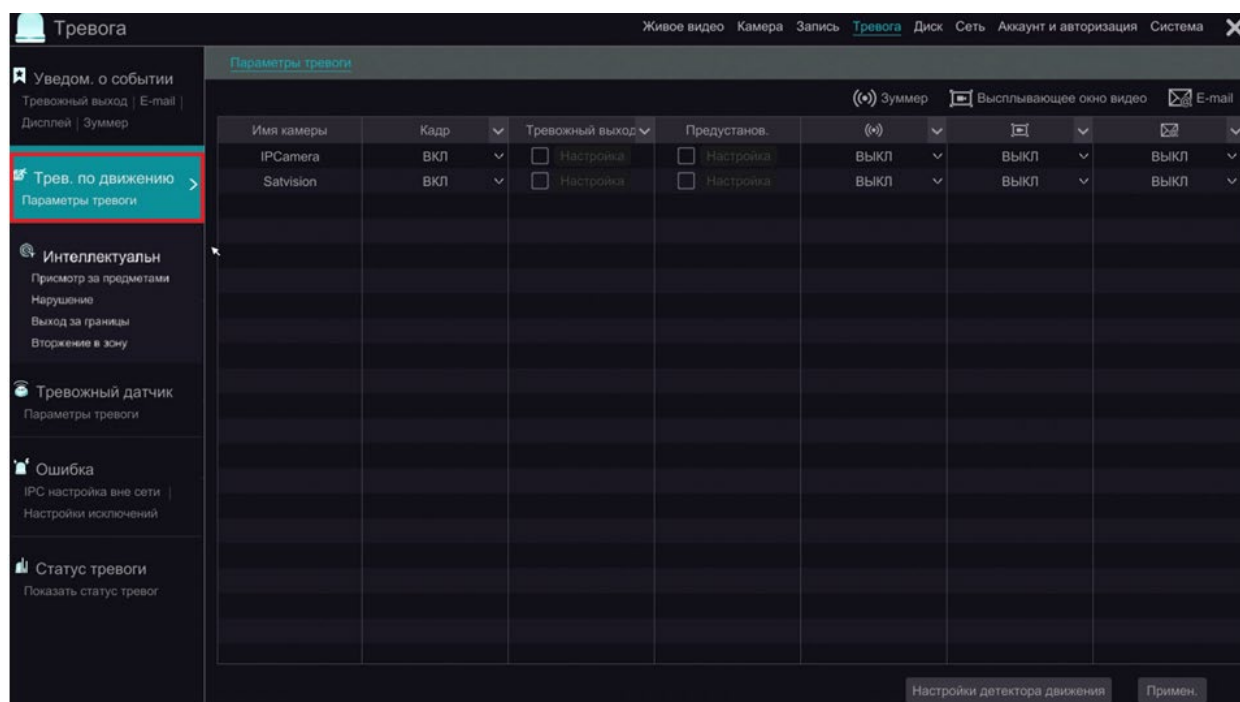 Тревога
Живое видео Камера Запись Тревога Диск Сеть Аккаунт и авторизация Система
Уведом. о событии
Тревожный выход | E-mail |
Дисплей | Зуммер
Трев. по движению
Параметры тревоги
Интеллектуальн
Присмотр за предметами
Нарушение
Выход за границы
Вторжение в зону
Тревожный датчик
Параметры тревоги
Ошибка
IPC настройка вне сети |
Настройки исключений
Статус тревоги
Показать статус тревог
Параметры тревоги
Зуммер Высплывающее окно видео E-mail
Имя камеры Кадр Тревожный выход Предустанов.
IPCamera ВКЛ Настройка Настройка ВЫКЛ ВЫКЛ ВЫКЛ
Satvision ВКЛ Настройка Настройка ВЫКЛ ВЫКЛ ВЫКЛ
Настройки детектора движения Примен.